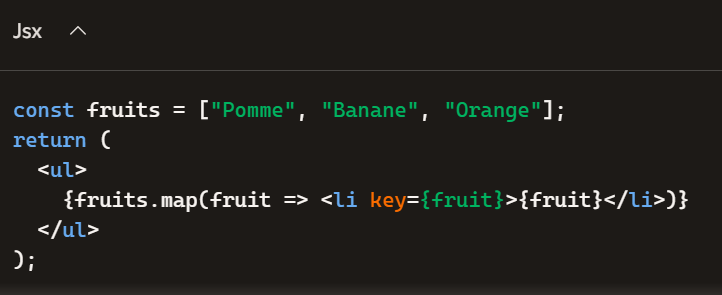 Jsx
const fruits = ["Pomme", "Banane", "Orange"];
return (
  <ul>
    {fruits.map(fruit => <li key={fruit}>{fruit}</li>)}
  </ul>
);